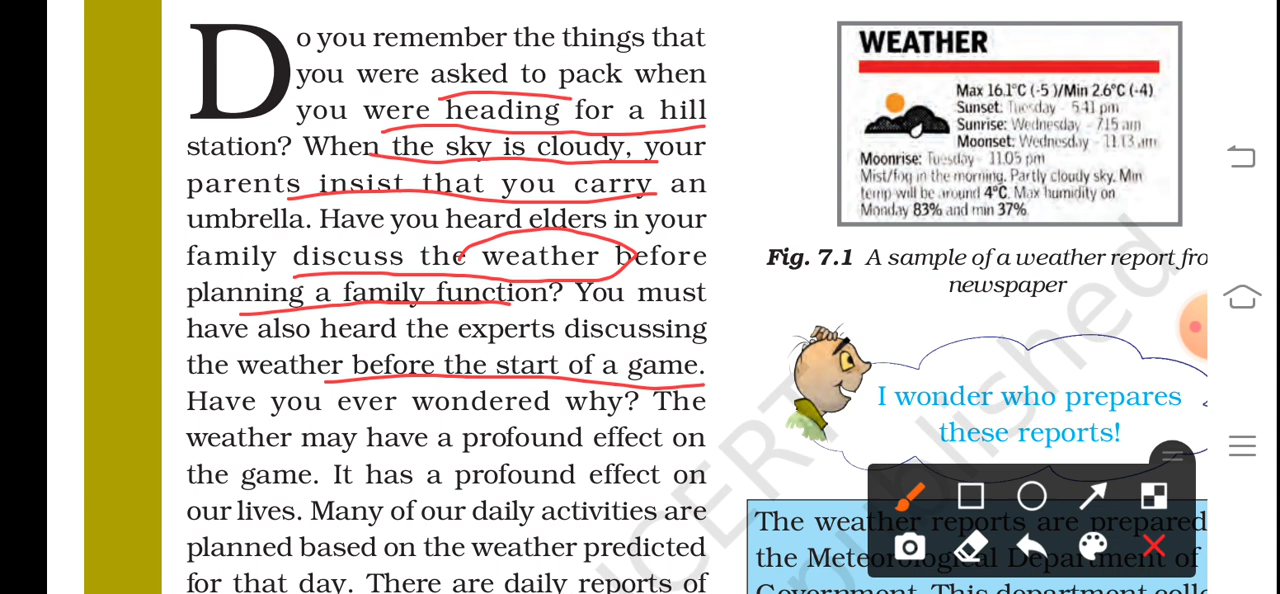 Do you remember the things that
you were asked to pack when
you were heading for a hill
station? When the sky is cloudy, your
parents insist that you carry an
umbrella. Have you heard elders in your
family discuss the weather before
planning a family function? You must
have also heard the experts discussing
the weather before the start of a game.
Have you ever wondered why? The
weather may have a profound effect on
the game. It has a profound effect on
our lives. Many of our daily activities are
planned based on the weather predicted
for that day. There are daily reports of
WEATHER
Max 16.1°C (-5 )/Min 2.6°C (-4)
Sunset: Tuesday - 5.41 pm
Sunrise: Wednesday - 7.15 am
Moonset: Wednesday - 11.13 am
Moonrise: Tuesday - 11.05 pm
Mist/fog in the morning. Partly cloudy sky. Min
temp will be around 4°C. Max humidity on
Monday 83% and min 37%
Fig. 7.1 A sample of a weather report fro
newspaper
I wonder who prepares
these reports!
The weather reports are prepared
the Meteorological Department of
Government. This department colle
NCERT
published